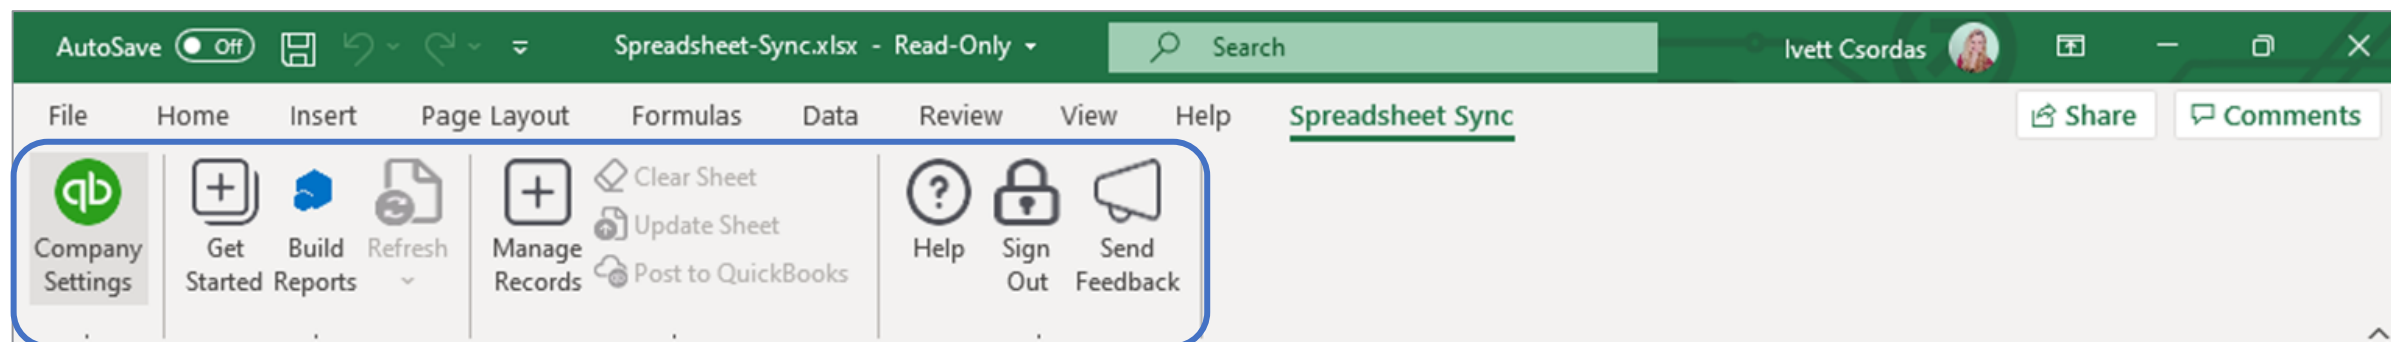 AutoSave Off Spreadsheet-Sync.xlsx - Read-Only Search Ivett Csordas
File Home Insert Page Layout Formulas Data Review View Help Spreadsheet Sync Share Comments
qb
Company
Settings
Get
Started
Build
Reports
Refresh
Manage
Records
Clear Sheet
Update Sheet
Post to QuickBooks
Help
Sign
Out
Send
Feedback